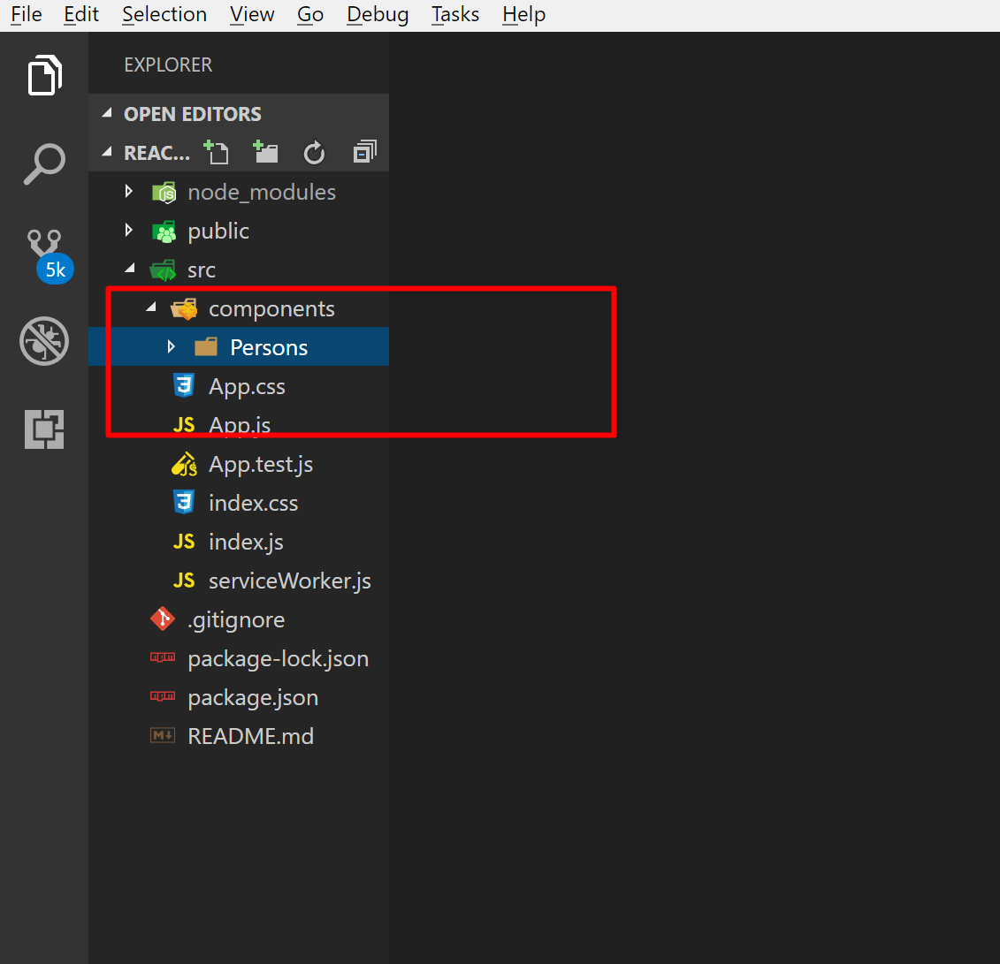 File Edit Selection View Go Debug Tasks Help
EXPLORER
OPEN EDITORS
REAC...
node_modules
public
5k
src
components
Persons
App.css
JS App.js
App.test.js
index.css
JS index.js
JS serviceWorker.js
.gitignore
package-lock.json
package.json
README.md